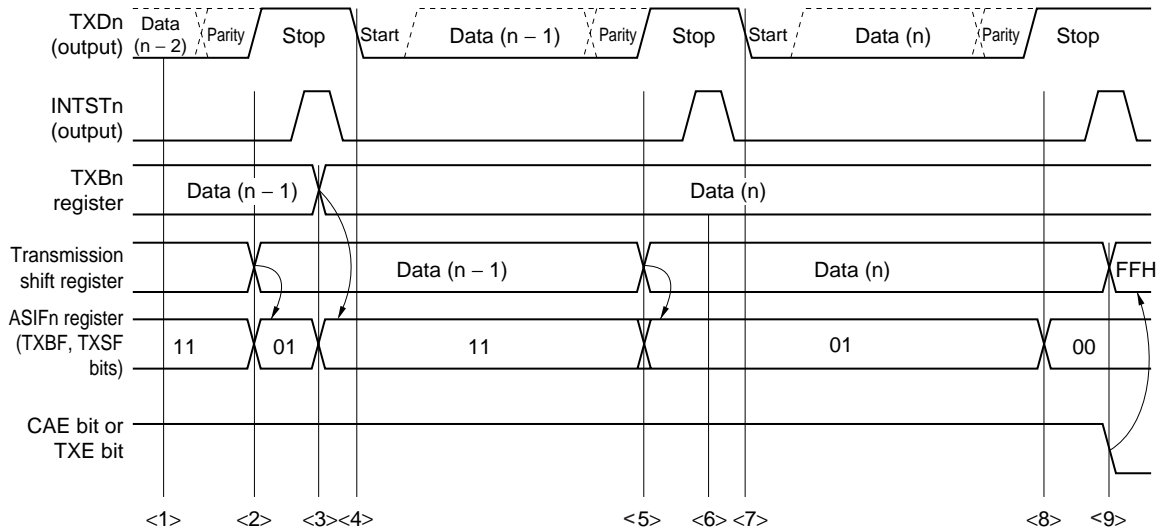 TXDn
(output)
Data
(n – 2)
Parity
Stop
Start
Data (n – 1)
Parity
Stop
Start
Data (n)
Parity
Stop
INTSTn
(output)
TXBn
register
Data (n – 1)
Data (n)
Transmission
shift register
Data (n – 1)
Data (n)
FFH
ASIFn register
(TXBF, TXSF
bits)
11
01
11
01
00
CAE bit or
TXE bit
<1> <2> <3> <4> <5> <6> <7> <8> <9>